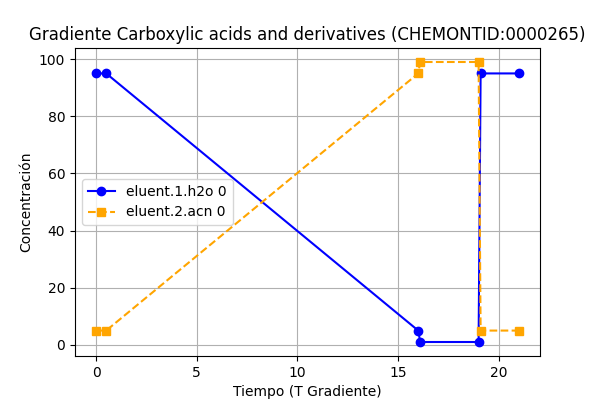 Gradiente Carboxylic acids and derivatives (CHEMONTID:0000265)
100
80
60
40
20
0
Concentración
eluent.1.h2o 0
eluent.2.acn 0
0 5 10 15 20
Tiempo (T Gradiente)